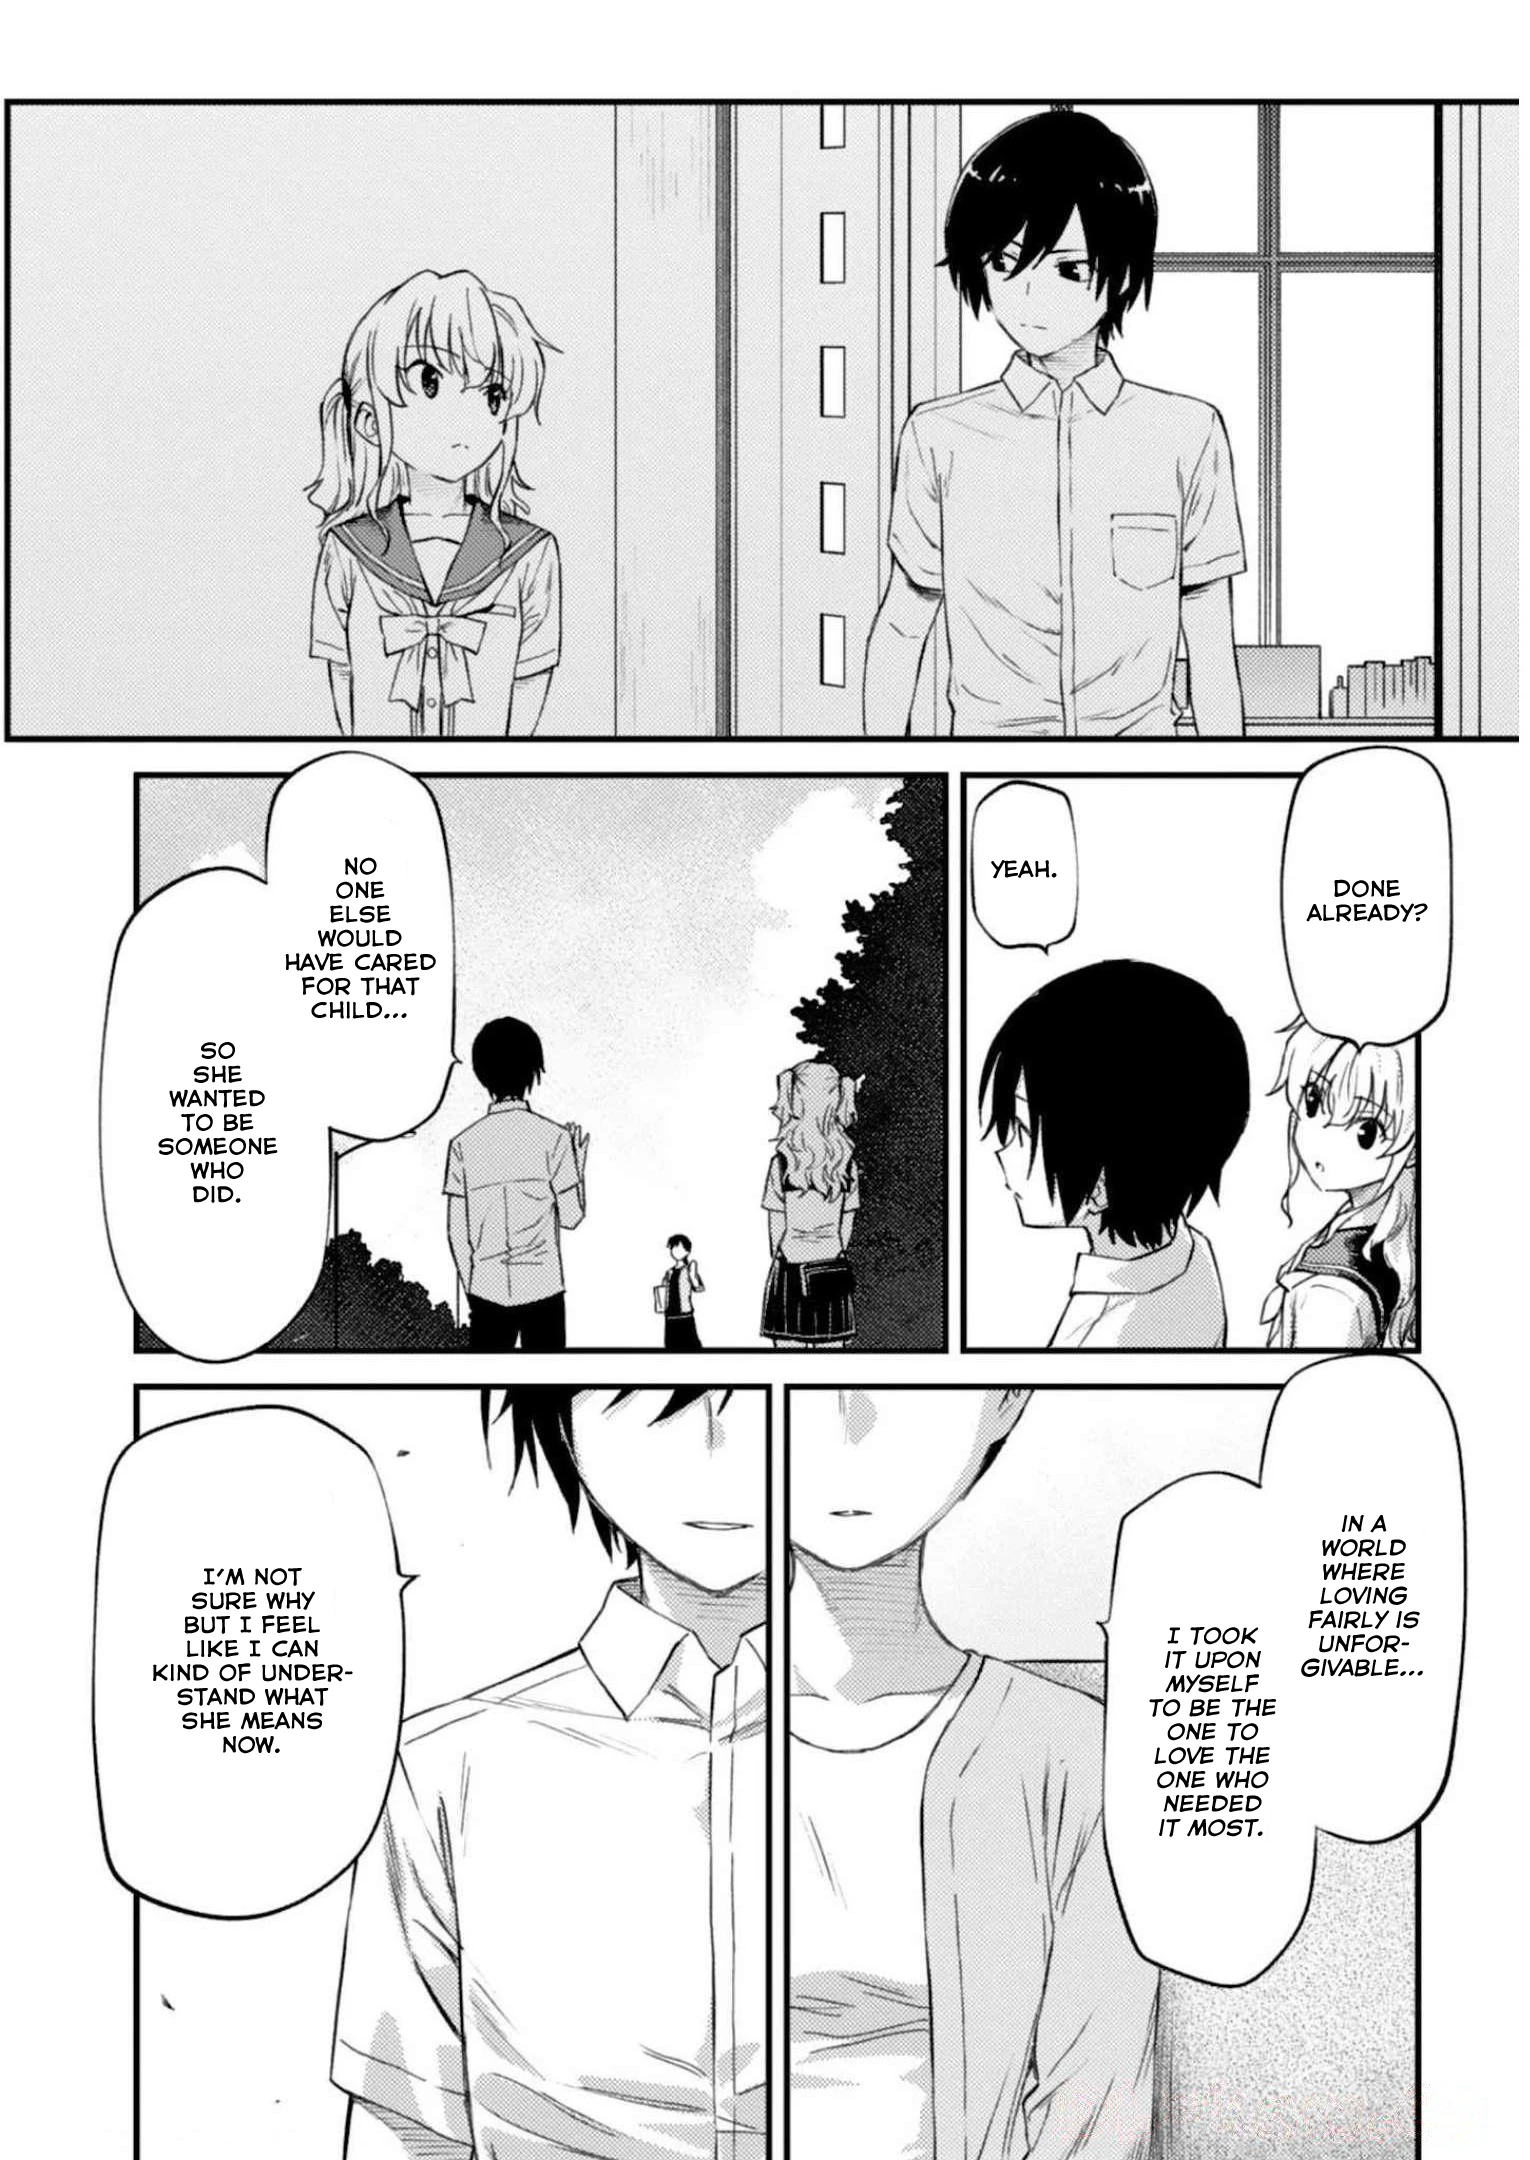 DONE
ALREADY?
YEAH.
NO
ONE
ELSE
WOULD
HAVE CARED
FOR THAT
CHILD...
SO
SHE
WANTED
TO BE
SOMEONE
WHO
DID.
IN A
WORLD
WHERE
LOVING
FAIRLY IS
UNFOR-
GIVABLE...
I TOOK
IT UPON
MYSELF
TO BE THE
ONE TO
LOVE THE
ONE WHO
NEEDED
IT MOST.
I'M NOT
SURE WHY
BUT I FEEL
LIKE I CAN
KIND OF UNDER-
STAND WHAT
SHE MEANS
NOW.